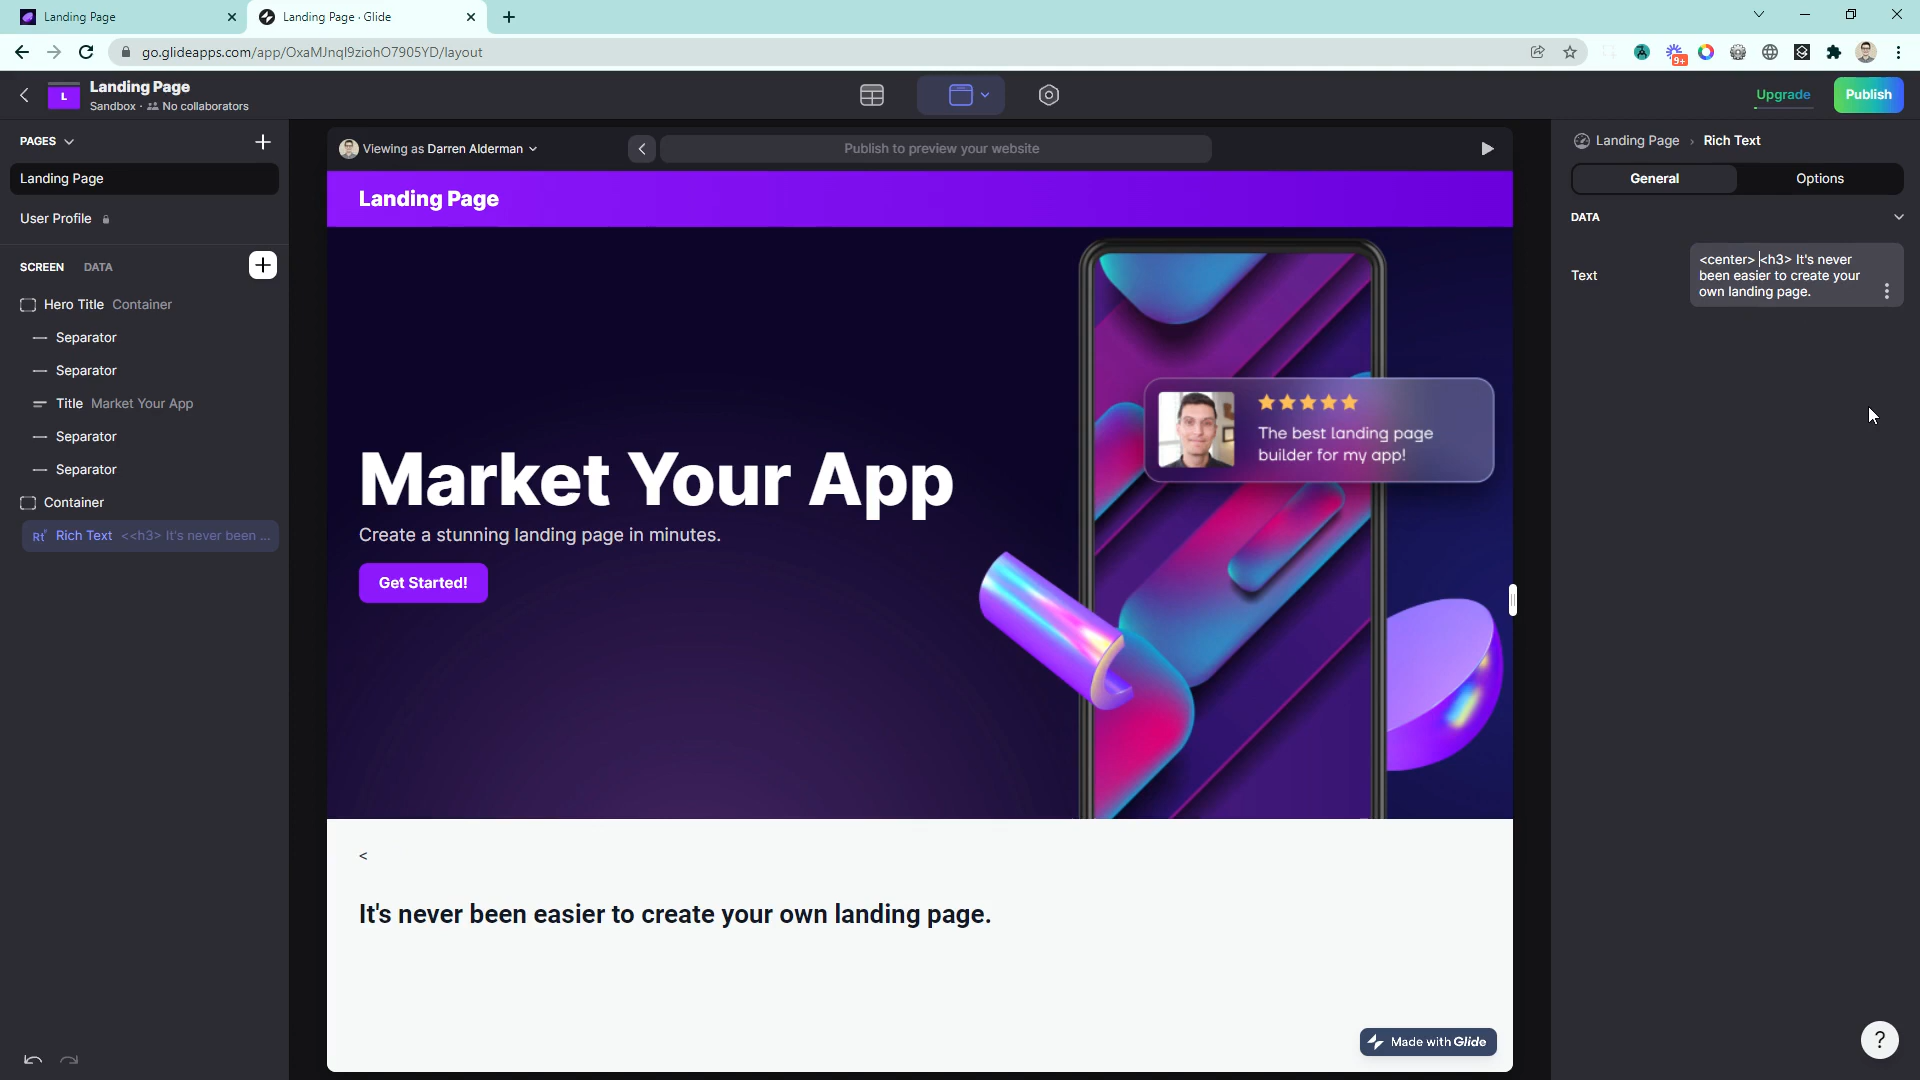 Landing Page
Landing Page · Glide
go.glideapps.com/app/OxaMJnqI9ziohO7905YD/layout
9+
L
Landing Page
Sandbox · No collaborators
Upgrade
Publish
PAGES
Landing Page
User Profile
SCREEN
DATA
Hero Title Container
Separator
Separator
Title Market Your App
Separator
Separator
Container
Rt Rich Text <<h3> It's never been ...
Viewing as Darren Alderman
Publish to preview your website
Landing Page
Market Your App
Create a stunning landing page in minutes.
Get Started!
The best landing page
builder for my app!
<
It's never been easier to create your own landing page.
Made with Glide
Landing Page › Rich Text
General
Options
DATA
Text
<center> <h3> It's never
been easier to create your
own landing page.
?